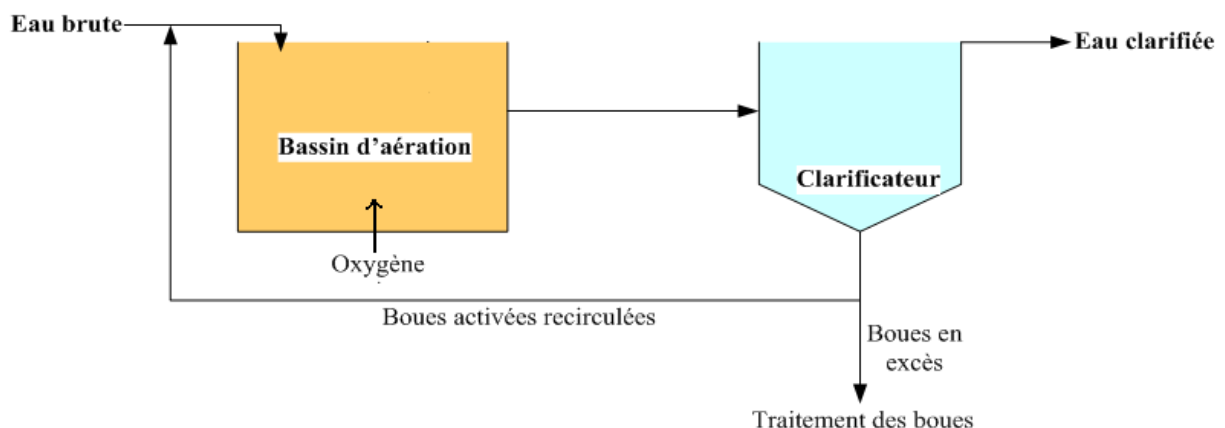 Eau brute
Eau clarifiée
Bassin d'aération
Clarificateur
Oxygène
Boues activées recirculées
Boues en
excès
Traitement des boues